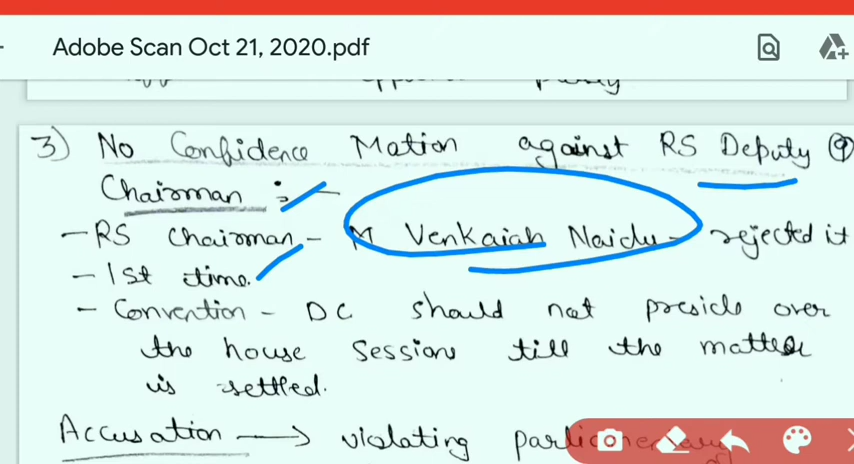 Adobe Scan Oct 21, 2020.pdf
3) No Confidence Motion against RS Deputy
Chairman :-
- RS Chairman - M Venkaiah Naidu - rejected it
- 1st time.
- Convention - DC should not preside over
the house sessions till the matter
is settled.
Accusation → violating